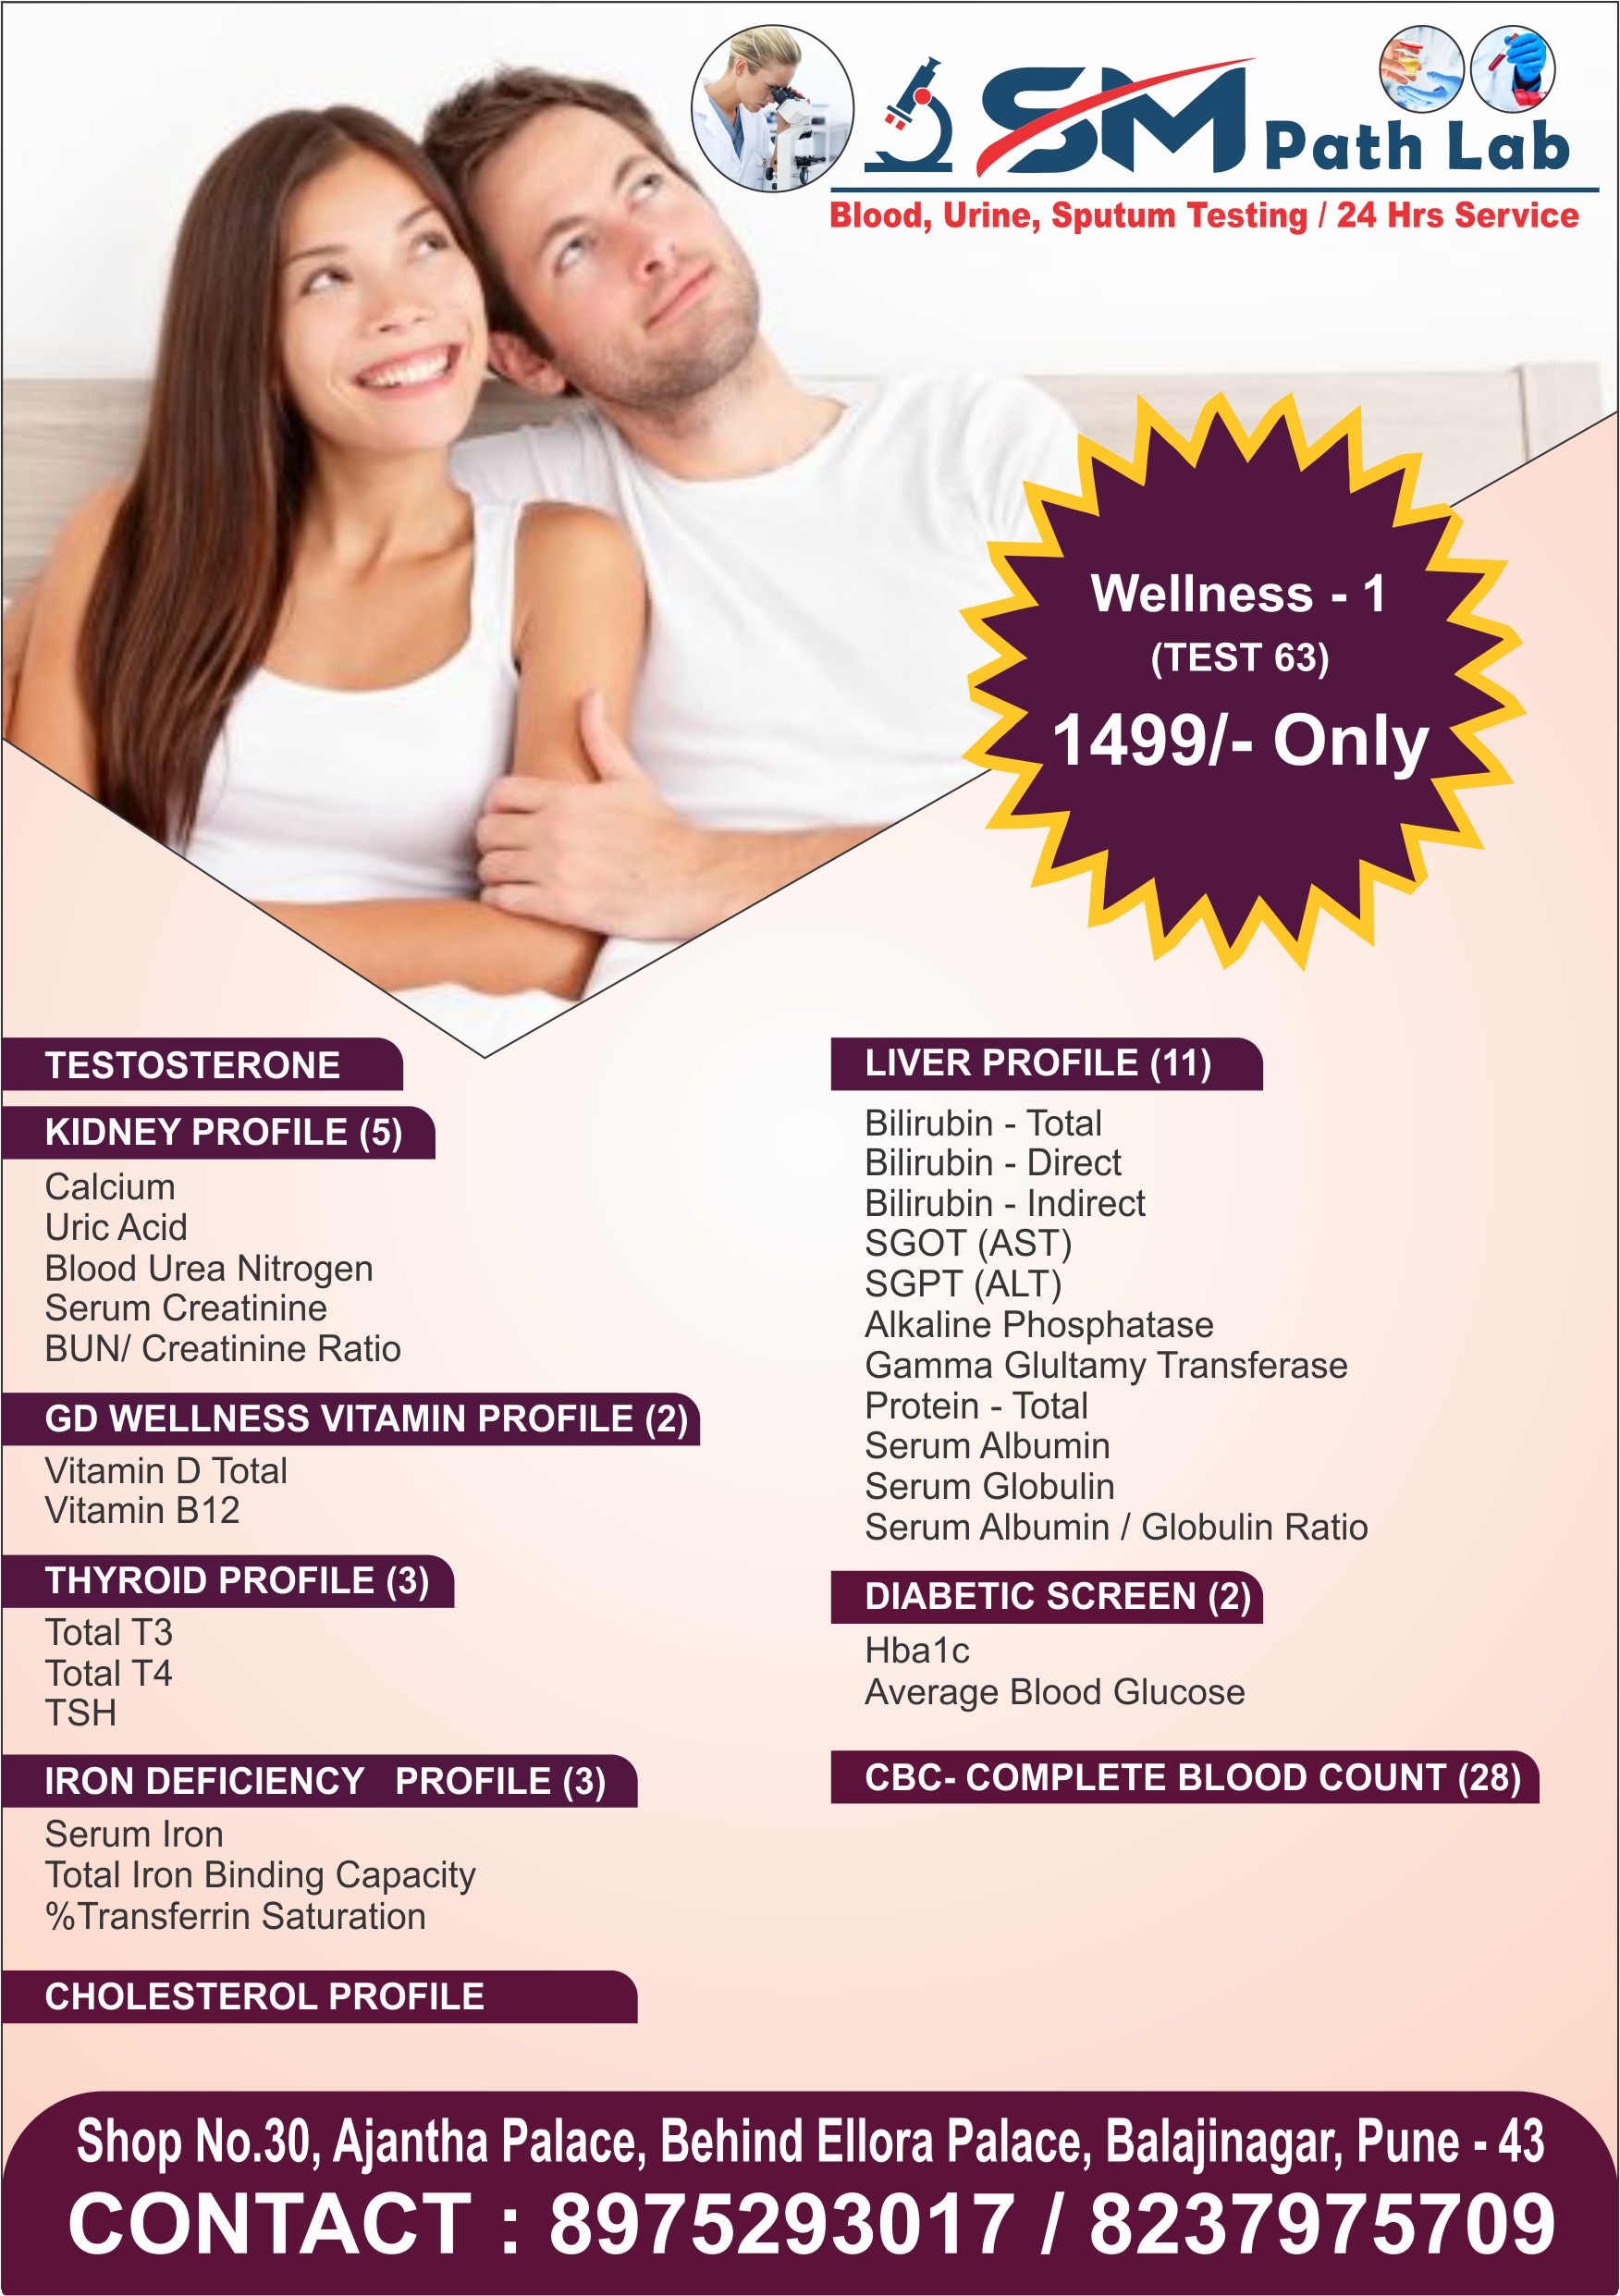 SM Path Lab
Blood, Urine, Sputum Testing / 24 Hrs Service
Wellness - 1
(TEST 63)
1499/- Only
TESTOSTERONE
KIDNEY PROFILE (5)
Calcium
Uric Acid
Blood Urea Nitrogen
Serum Creatinine
BUN/ Creatinine Ratio
GD WELLNESS VITAMIN PROFILE (2)
Vitamin D Total
Vitamin B12
THYROID PROFILE (3)
Total T3
Total T4
TSH
IRON DEFICIENCY PROFILE (3)
Serum Iron
Total Iron Binding Capacity
%Transferrin Saturation
CHOLESTEROL PROFILE
LIVER PROFILE (11)
Bilirubin - Total
Bilirubin - Direct
Bilirubin - Indirect
SGOT (AST)
SGPT (ALT)
Alkaline Phosphatase
Gamma Glultamy Transferase
Protein - Total
Serum Albumin
Serum Globulin
Serum Albumin / Globulin Ratio
DIABETIC SCREEN (2)
Hba1c
Average Blood Glucose
CBC- COMPLETE BLOOD COUNT (28)
Shop No.30, Ajantha Palace, Behind Ellora Palace, Balajinagar, Pune - 43
CONTACT : 8975293017 / 8237975709